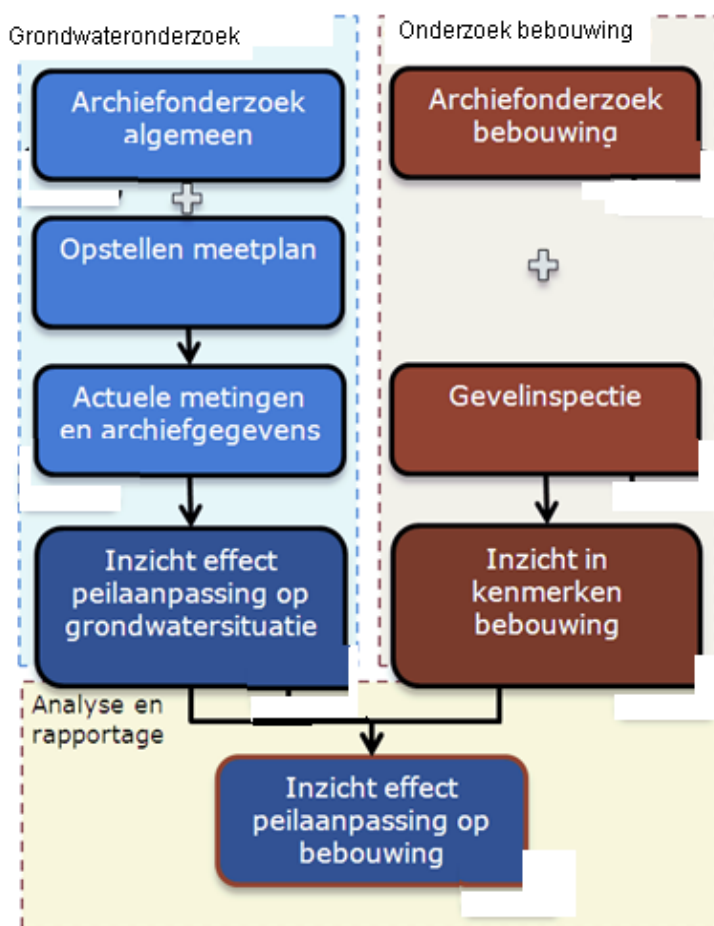 Grondwateronderzoek
Archiefonderzoek
algemeen
Opstellen meetplan
Actuele metingen
en archiefgegevens
Inzicht effect
peilaanpassing op
grondwatersituatie
Onderzoek bebouwing
Archiefonderzoek
bebouwing
Gevelinspectie
Inzicht in
kenmerken
bebouwing
Analyse en
rapportage
Inzicht effect
peilaanpassing op
bebouwing